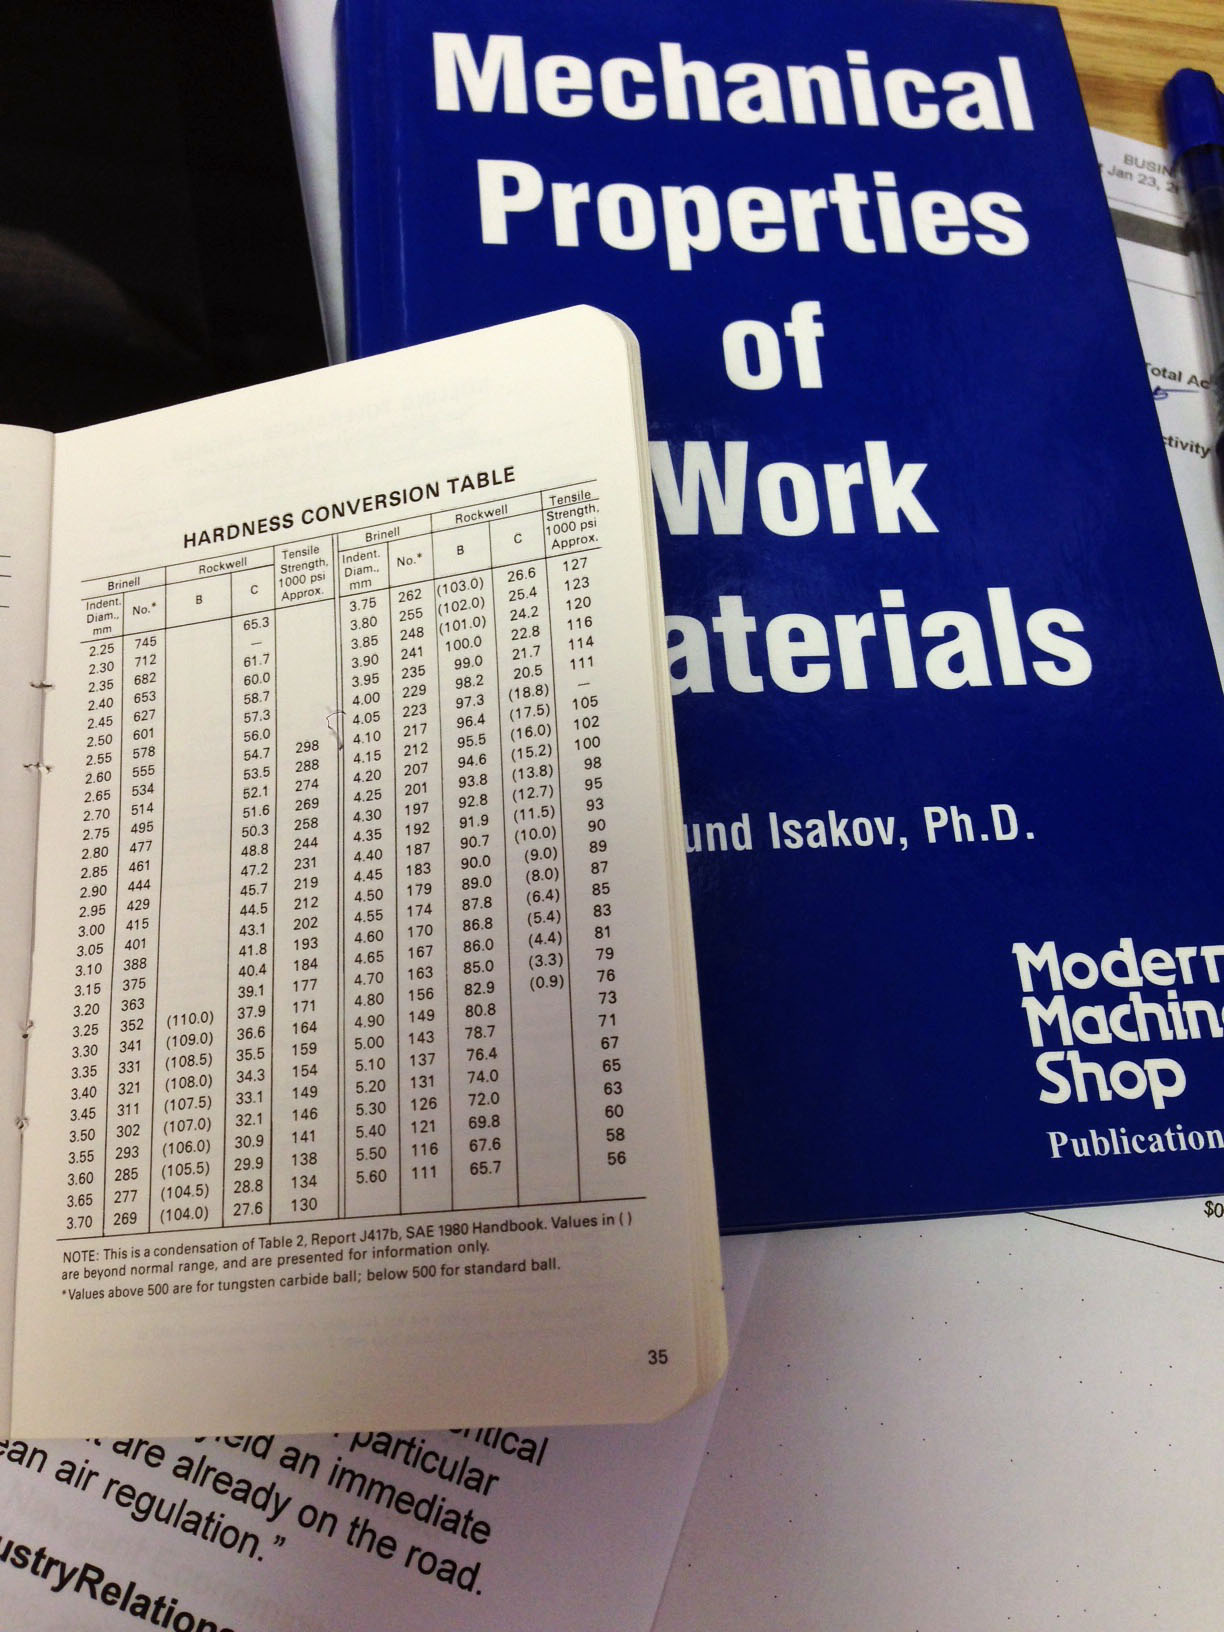 Mechanical
Properties
of
Work
aterials
und Isakov, Ph.D.
Modern
Machin
Shop
Publication
BUSIN
Jan 23, 2
otal Ac
ctivity
$0
HARDNESS CONVERSION TABLE
Brinell Rockwell Tensile Strength, 1000 psi Approx. Brinell Rockwell Tensile Strength, 1000 psi Approx.
Indent. Diam., mm No.* B C Indent. Diam., mm No.* B C
2.25 745 65.3 3.75 262 (103.0) 26.6 127
2.30 712 — 3.80 255 (102.0) 25.4 123
2.35 682 61.7 3.85 248 (101.0) 24.2 120
2.40 653 60.0 3.90 241 100.0 22.8 116
2.45 627 58.7 3.95 235 99.0 21.7 114
2.50 601 57.3 4.00 229 98.2 20.5 111
2.55 578 56.0 4.05 223 97.3 (18.8) —
2.60 555 54.7 298 4.10 217 96.4 (17.5) 105
2.65 534 53.5 288 4.15 212 95.5 (16.0) 102
2.70 514 52.1 274 4.20 207 94.6 (15.2) 100
2.75 495 51.6 269 4.25 201 93.8 (13.8) 98
2.80 477 50.3 258 4.30 197 92.8 (12.7) 95
2.85 461 48.8 244 4.35 192 91.9 (11.5) 93
2.90 444 47.2 231 4.40 187 90.7 (10.0) 90
2.95 429 45.7 219 4.45 183 90.0 (9.0) 89
3.00 415 44.5 212 4.50 179 89.0 (8.0) 87
3.05 401 43.1 202 4.55 174 87.8 (6.4) 85
3.10 388 41.8 193 4.60 170 86.8 (5.4) 83
3.15 375 40.4 184 4.65 167 86.0 (4.4) 81
3.20 363 39.1 177 4.70 163 85.0 (3.3) 79
3.25 352 (110.0) 37.9 171 4.80 156 82.9 (0.9) 76
3.30 341 (109.0) 36.6 164 4.90 149 80.8 73
3.35 331 (108.5) 35.5 159 5.00 143 78.7 71
3.40 321 (108.0) 34.3 154 5.10 137 76.4 67
3.45 311 (107.5) 33.1 149 5.20 131 74.0 65
3.50 302 (107.0) 32.1 146 5.30 126 72.0 63
3.55 293 (106.0) 30.9 141 5.40 121 69.8 60
3.60 285 (105.5) 29.9 138 5.50 116 67.6 58
3.65 277 (104.5) 28.8 134 5.60 111 65.7 56
3.70 269 (104.0) 27.6 130
NOTE: This is a condensation of Table 2, Report J417b, SAE 1980 Handbook. Values in ( )
are beyond normal range, and are presented for information only.
*Values above 500 are for tungsten carbide ball; below 500 for standard ball.
35
particular
an immediate
are already on the road.
ean air regulation.”
ustryRelations